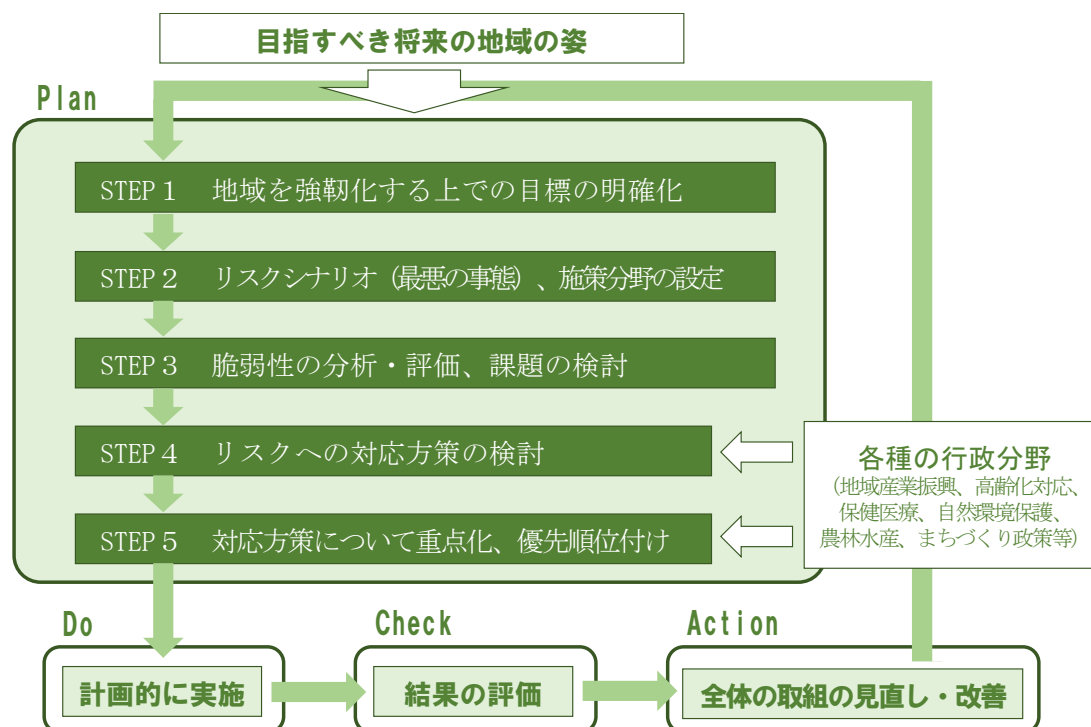 目指すべき将来の地域の姿
Plan
STEP１　地域を強靭化する上での目標の明確化
STEP２　リスクシナリオ（最悪の事態）、施策分野の設定
STEP３　脆弱性の分析・評価、課題の検討
STEP４　リスクへの対応方策の検討
STEP５　対応方策について重点化、優先順位付け
各種の行政分野
（地域産業振興、高齢化対応、
保健医療、自然環境保護、
農林水産、まちづくり政策等）
Do
計画的に実施
Check
結果の評価
Action
全体の取組の見直し・改善